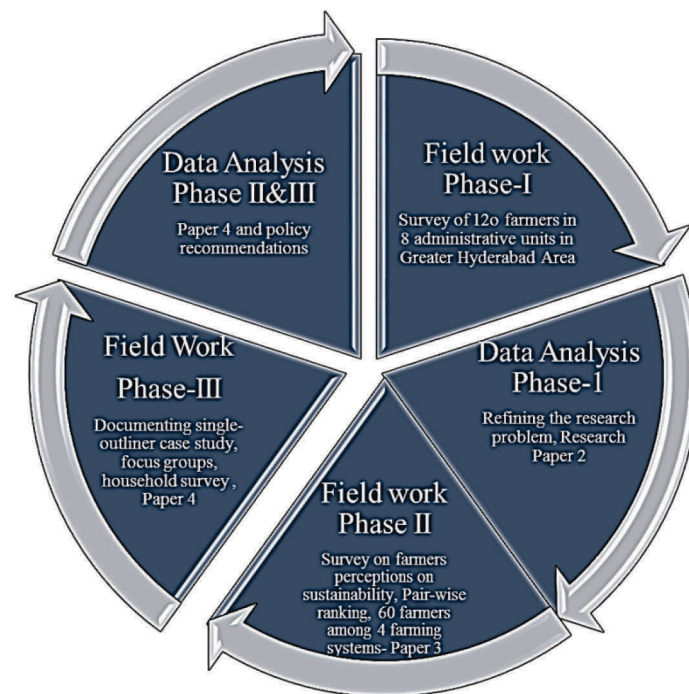 Field work
Phase-I
Survey of 12o farmers in
8 administrative units in
Greater Hyderabad Area
Data Analysis
Phase-1
Refining the research
problem, Research
Paper 2
Field work
Phase II
Survey on farmers
perceptions on
sustainability, Pair-wise
ranking, 60 farmers
among 4 farming
systems- Paper 3
Field Work
Phase-III
Documenting single-
outliner case study,
focus groups,
household survey ,
Paper 4
Data Analysis
Phase II&III
Paper 4 and policy
recommendations